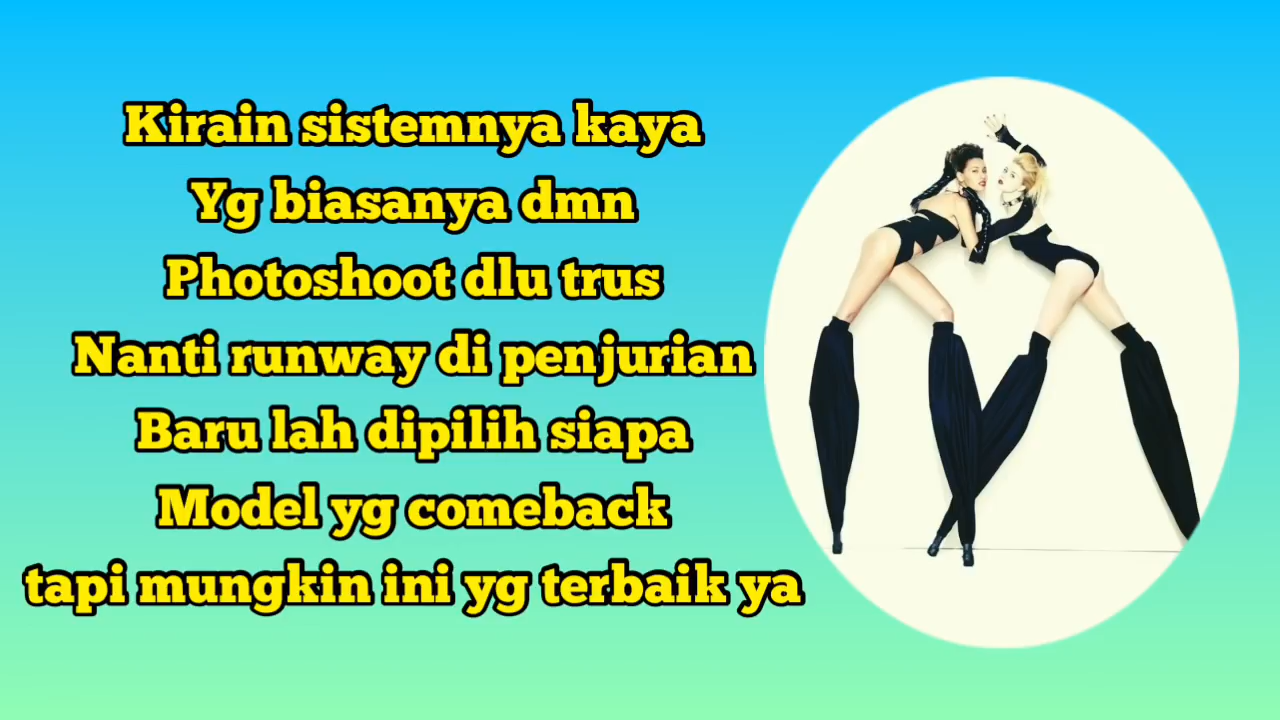 Kirain sistemnya kaya
Yg biasanya dmn
Photoshoot dlu trus
Nanti runway di penjurian
Baru lah dipilih siapa
Model yg comeback
tapi mungkin ini yg terbaik ya